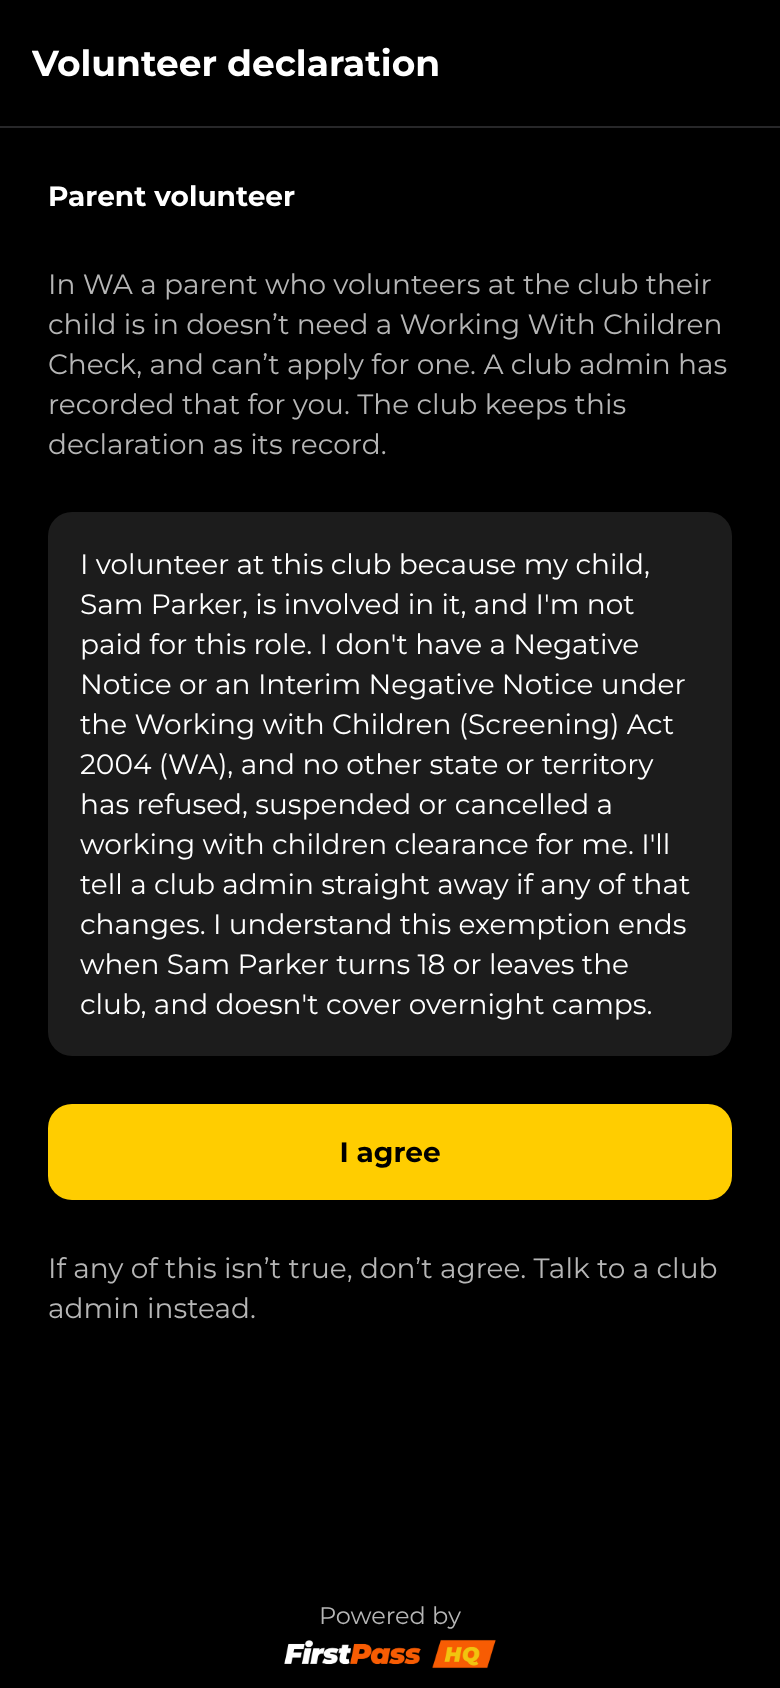 Volunteer declaration
Parent volunteer
In WA a parent who volunteers at the club their
child is in doesn’t need a Working With Children
Check, and can’t apply for one. A club admin has
recorded that for you. The club keeps this
declaration as its record.
I volunteer at this club because my child,
Sam Parker, is involved in it, and I'm not
paid for this role. I don't have a Negative
Notice or an Interim Negative Notice under
the Working with Children (Screening) Act
2004 (WA), and no other state or territory
has refused, suspended or cancelled a
working with children clearance for me. I'll
tell a club admin straight away if any of that
changes. I understand this exemption ends
when Sam Parker turns 18 or leaves the
club, and doesn't cover overnight camps.
I agree
If any of this isn’t true, don’t agree. Talk to a club
admin instead.
Powered by
FirstPass HQ